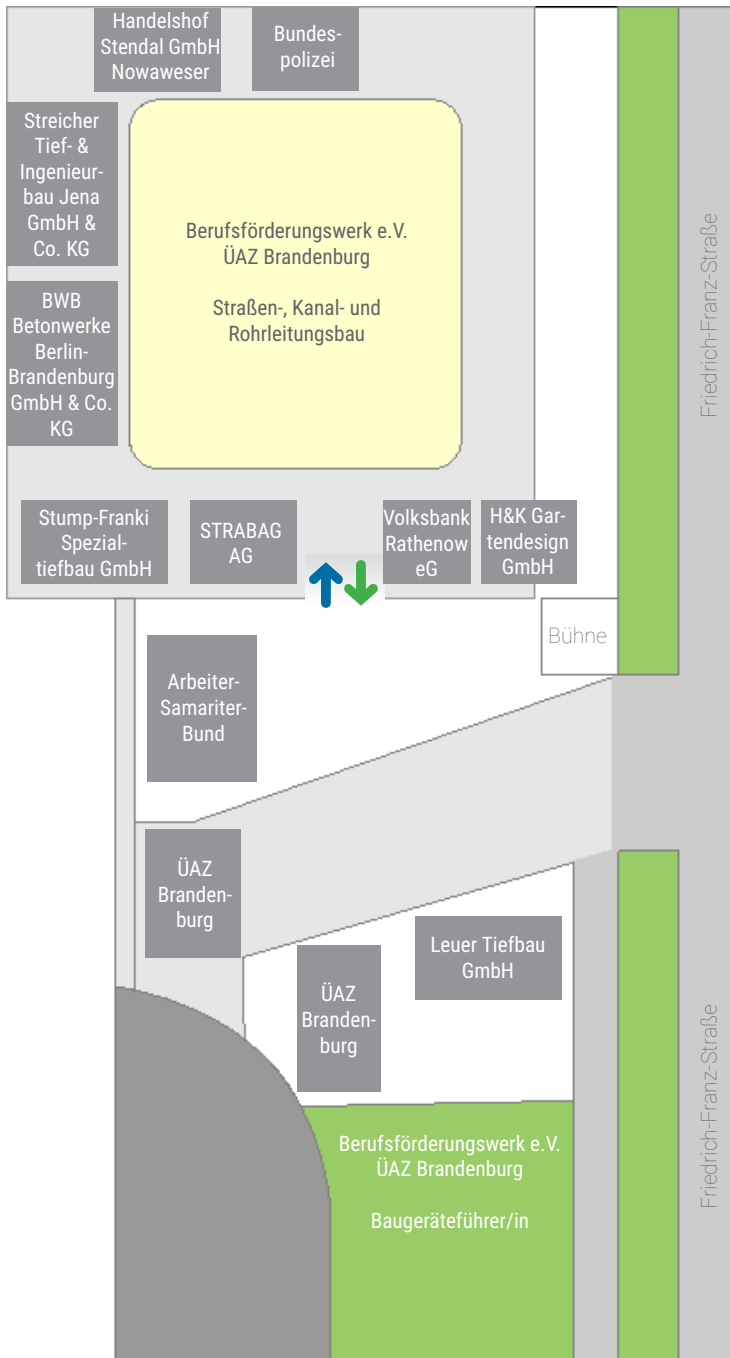 Handelshof
Stendal GmbH
Nowaweser
Bundes-
polizei
Streicher
Tief- &
Ingenieur-
bau Jena
GmbH &
Co. KG
Berufsförderungswerk e.V.
ÜAZ Brandenburg
Straßen-, Kanal- und
Rohrleitungsbau
Friedrich-Franz-Straße
BWB
Betonwerke
Berlin-
Brandenburg
GmbH & Co.
KG
Stump-Franki
Spezial-
tiefbau GmbH
STRABAG
AG
Volksbank
Rathenow
eG
H&K Gar-
tendesign
GmbH
Bühne
Arbeiter-
Samariter-
Bund
ÜAZ
Branden-
burg
Leuer Tiefbau
GmbH
ÜAZ
Branden-
burg
Friedrich-Franz-Straße
Berufsförderungswerk e.V.
ÜAZ Brandenburg
Baugeräteführer/in